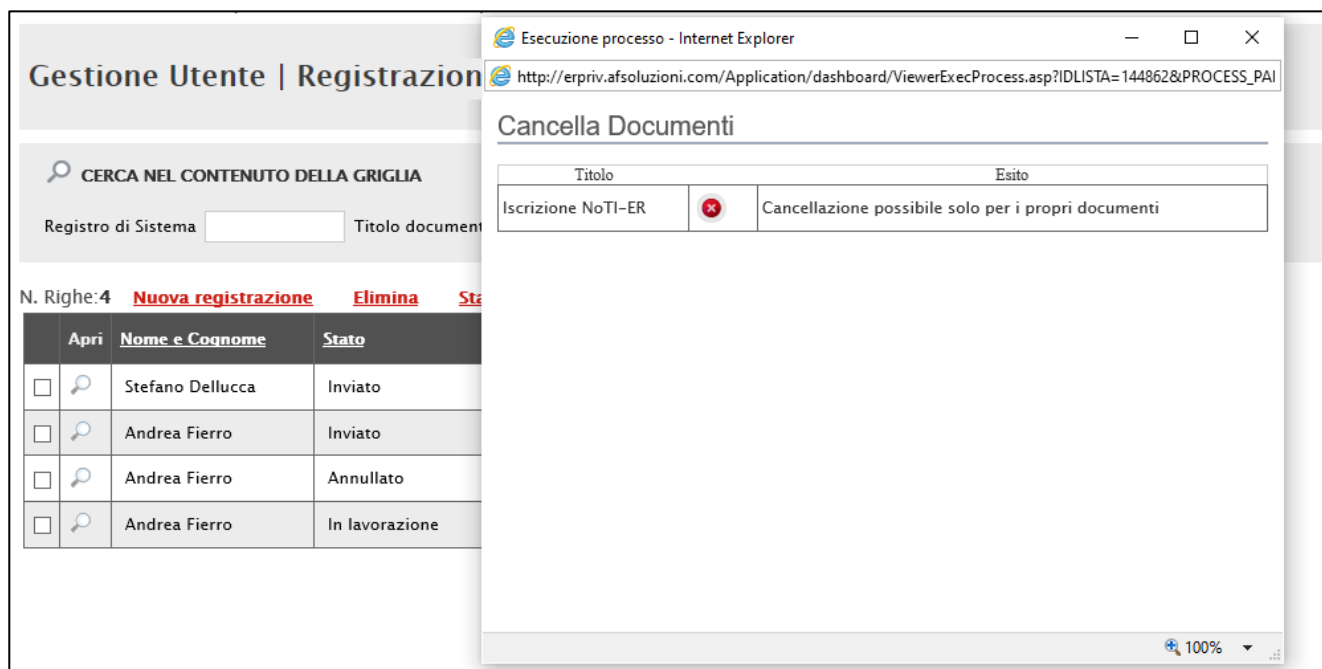 Gestione Utente | Registrazion
CERCA NEL CONTENUTO DELLA GRIGLIA
Registro di Sistema
Titolo document
N. Righe:4 Nuova registrazione Elimina Sta
Apri Nome e Cognome Stato
Stefano Dellucca Inviato
Andrea Fierro Inviato
Andrea Fierro Annullato
Andrea Fierro In lavorazione
Esecuzione processo - Internet Explorer
http://erpriv.afsoluzioni.com/Application/dashboard/ViewerExecProcess.asp?IDLISTA=144862&PROCESS_PAI
Cancella Documenti
Titolo Esito
Iscrizione NoTI-ER Cancellazione possibile solo per i propri documenti
100%